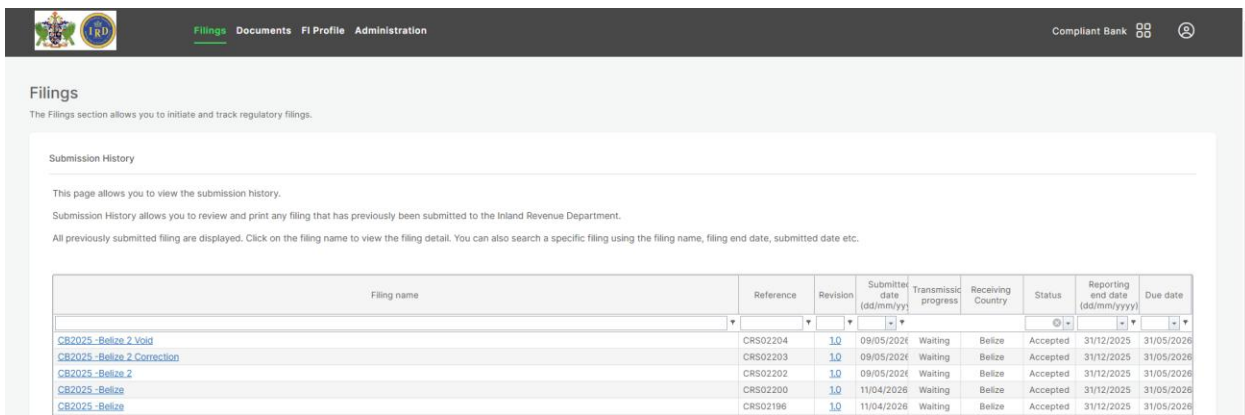 IRD
Filings Documents FI Profile Administration Compliant Bank
Filings
The Filings section allows you to initiate and track regulatory filings.
Submission History
This page allows you to view the submission history.
Submission History allows you to review and print any filing that has previously been submitted to the Inland Revenue Department.
All previously submitted filing are displayed. Click on the filing name to view the filing detail. You can also search a specific filing using the filing name, filing end date, submitted date etc.
Filing name Reference Revision Submitted date (dd/mm/yyy Transmissio progress Receiving Country Status Reporting end date (dd/mm/yyyy) Due date
CB2025 -Belize 2 Void CRS02204 1.0 09/05/2026 Waiting Belize Accepted 31/12/2025 31/05/2026
CB2025 -Belize 2 Correction CRS02203 1.0 09/05/2026 Waiting Belize Accepted 31/12/2025 31/05/2026
CB2025 -Belize 2 CRS02202 1.0 09/05/2026 Waiting Belize Accepted 31/12/2025 31/05/2026
CB2025 -Belize CRS02200 1.0 11/04/2026 Waiting Belize Accepted 31/12/2025 31/05/2026
CB2025 -Belize CRS02196 1.0 11/04/2026 Waiting Belize Accepted 31/12/2025 31/05/2026